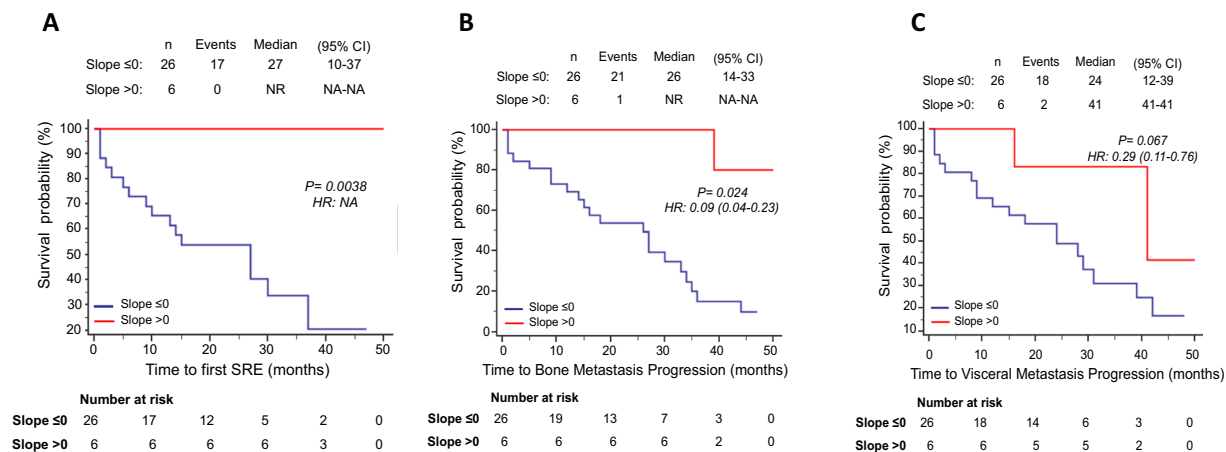 A
n Events Median (95% CI)
Slope ≤0: 26 17 27 10-37
Slope >0: 6 0 NR NA-NA
Survival probability (%)
100
90
80
70
60
50
40
30
20
P= 0.0038
HR: NA
Slope ≤0
Slope >0
0 10 20 30 40 50
Time to first SRE (months)
Number at risk
Slope ≤0 26 17 12 5 2 0
Slope >0 6 6 6 6 3 0
B
n Events Median (95% CI)
Slope ≤0: 26 21 26 14-33
Slope >0: 6 1 NR NA-NA
Survival probability (%)
100
80
60
40
20
0
P= 0.024
HR: 0.09 (0.04-0.23)
Slope ≤0
Slope >0
0 10 20 30 40 50
Time to Bone Metastasis Progression (months)
Number at risk
Slope ≤0 26 19 13 7 3 0
Slope >0 6 6 6 6 2 0
C
n Events Median (95% CI)
Slope ≤0: 26 18 24 12-39
Slope >0: 6 2 41 41-41
Survival probability (%)
100
90
80
70
60
50
40
30
20
10
P= 0.067
HR: 0.29 (0.11-0.76)
Slope ≤0
Slope >0
0 10 20 30 40 50
Time to Visceral Metastasis Progression (months)
Number at risk
Slope ≤0 26 18 14 6 3 0
Slope >0 6 6 5 5 2 0